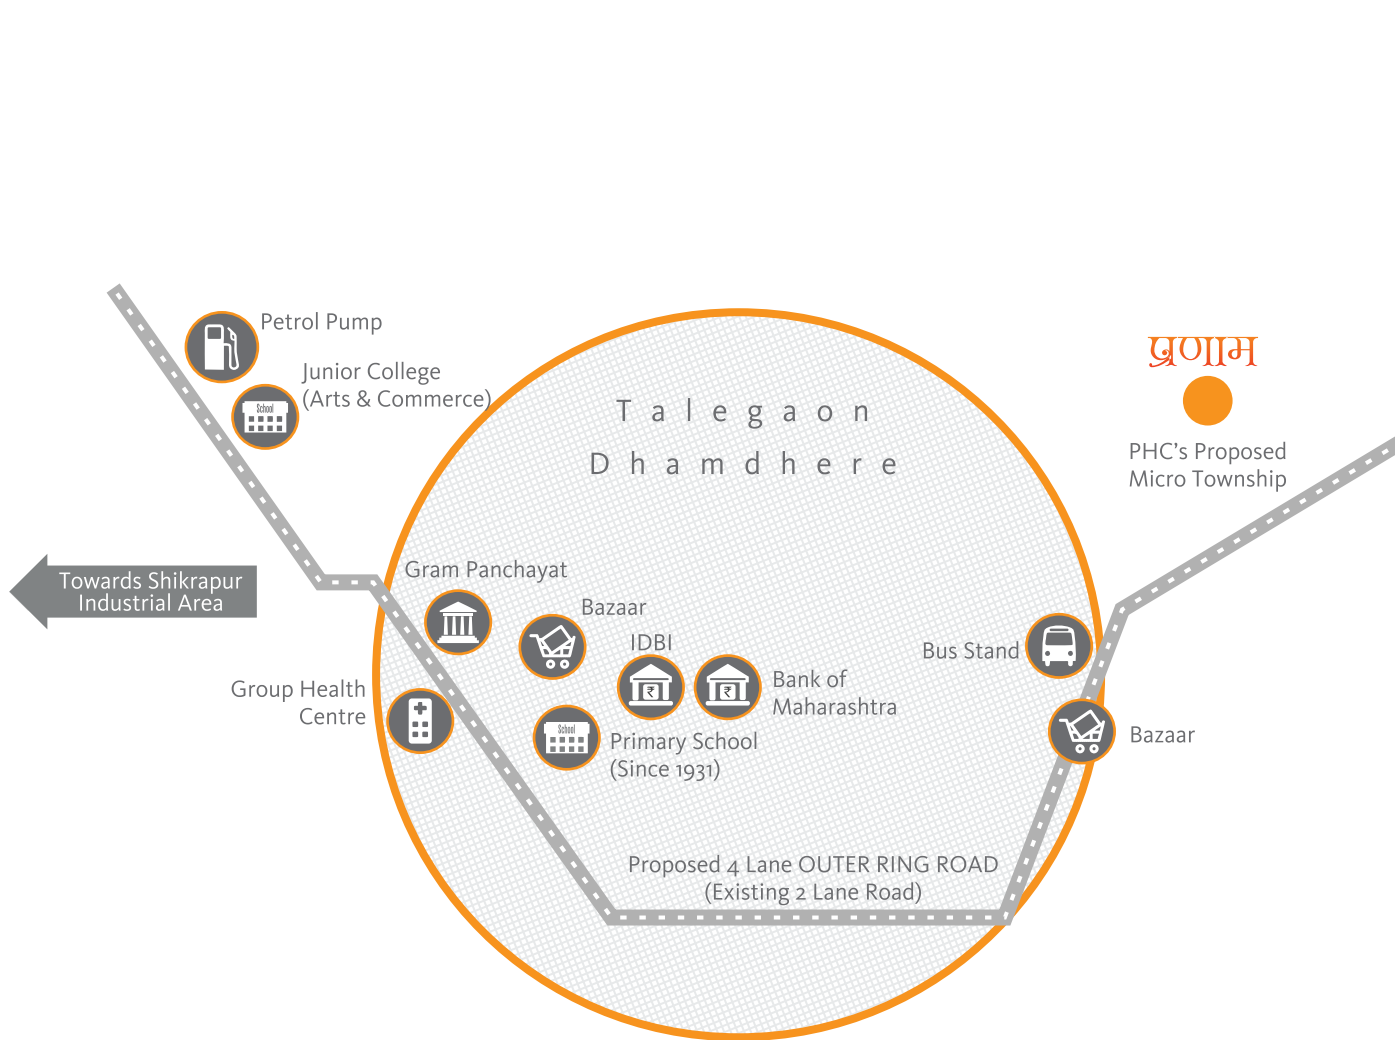 Petrol Pump
Junior College
(Arts & Commerce)
School
Talegaon
Dhamdhere
प्रणाम
PHC's Proposed
Micro Township
Towards Shikrapur
Industrial Area
Gram Panchayat
Bazaar
IDBI
₹
₹
Bank of
Maharashtra
Group Health
Centre
School
Primary School
(Since 1931)
Bus Stand
Bazaar
Proposed 4 Lane OUTER RING ROAD
(Existing 2 Lane Road)